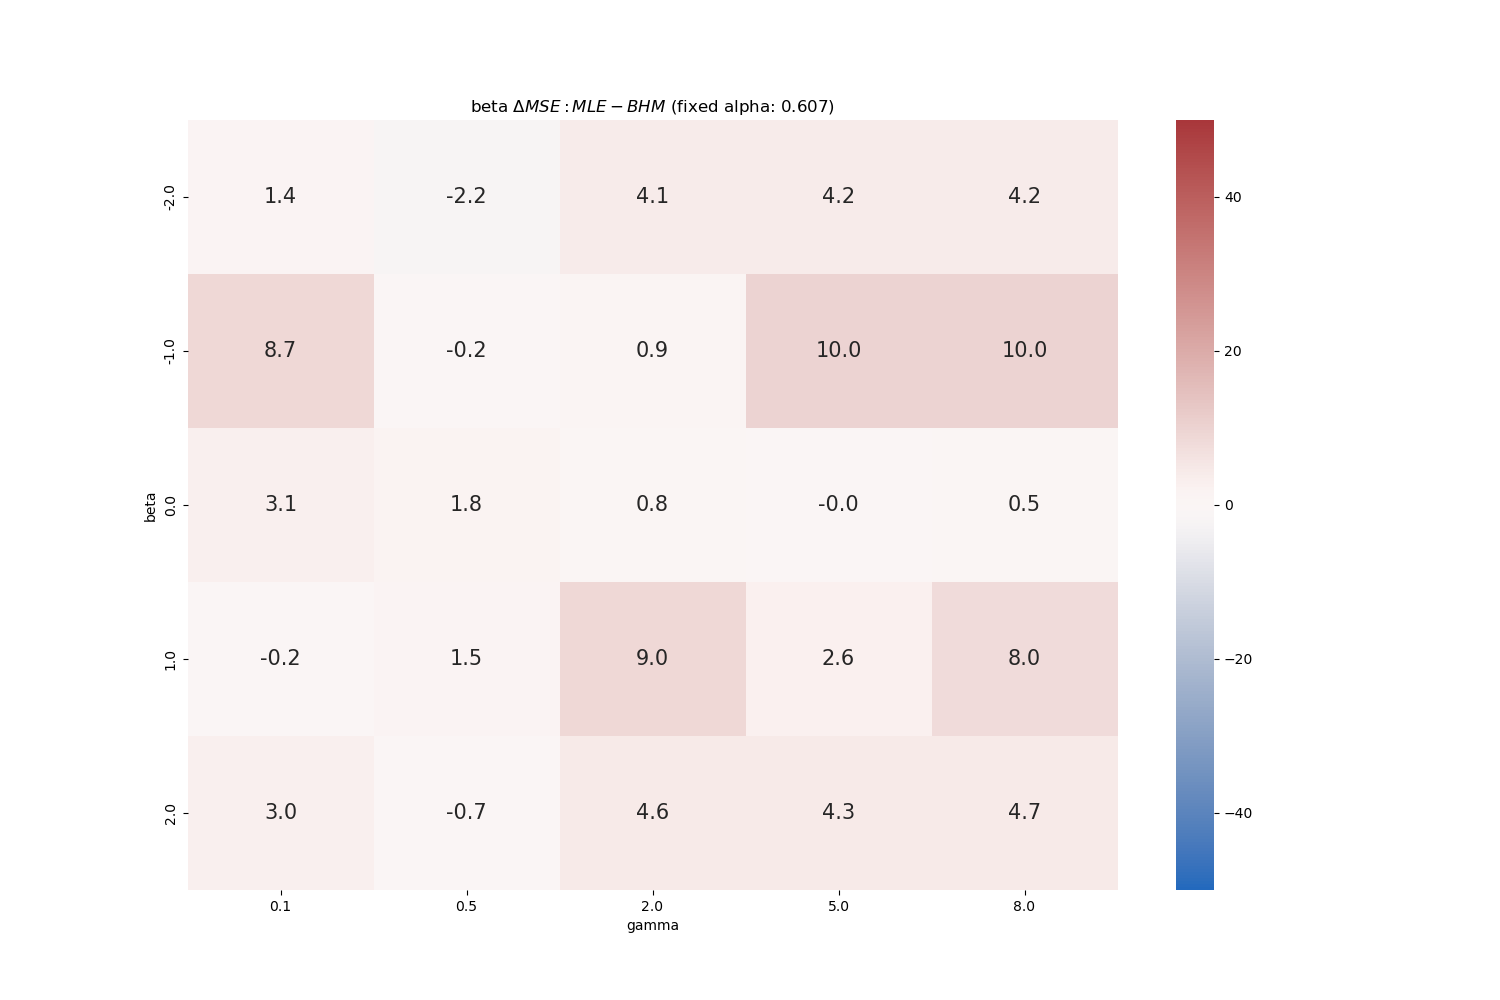 beta ΔMSE : MLE − BHM (fixed alpha: 0.607)
-2.0 1.4 -2.2 4.1 4.2 4.2
-1.0 8.7 -0.2 0.9 10.0 10.0
0.0 3.1 1.8 0.8 -0.0 0.5
1.0 -0.2 1.5 9.0 2.6 8.0
2.0 3.0 -0.7 4.6 4.3 4.7
beta
0.1 0.5 2.0 5.0 8.0
gamma
40
20
0
−20
−40